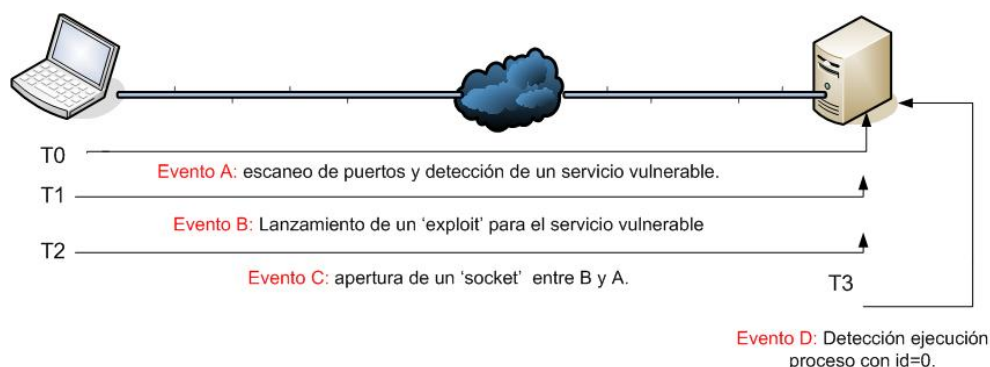 T0
Evento A: escaneo de puertos y detección de un servicio vulnerable.
T1
Evento B: Lanzamiento de un ‘exploit’ para el servicio vulnerable
T2
Evento C: apertura de un ‘socket’ entre B y A.
T3
Evento D: Detección ejecución
proceso con id=0.